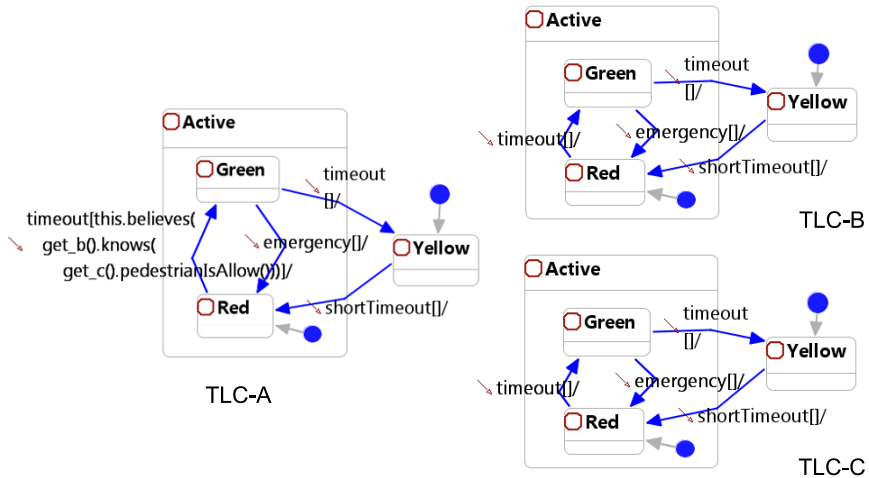 Active
Green
timeout
[]/
timeout[this.believes(
get_b().knows(
get_c().pedestrianIsAllow())]/
emergency[]/
Yellow
Red
shortTimeout[]/
TLC-A
Active
Green
timeout
[]/
Yellow
timeout[]/
emergency[]/
Red
shortTimeout[]/
TLC-B
Active
Green
timeout
[]/
Yellow
timeout[]/
emergency[]/
Red
shortTimeout[]/
TLC-C